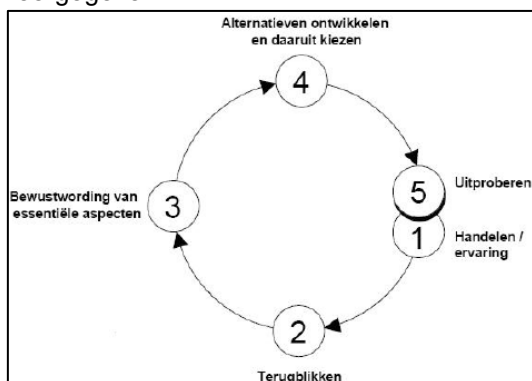 Alternatieven ontwikkelen
en daaruit kiezen
4
Bewustwording van
essentiële aspecten
3
5
Uitproberen
1
Handelen /
ervaring
2
Terugblikken